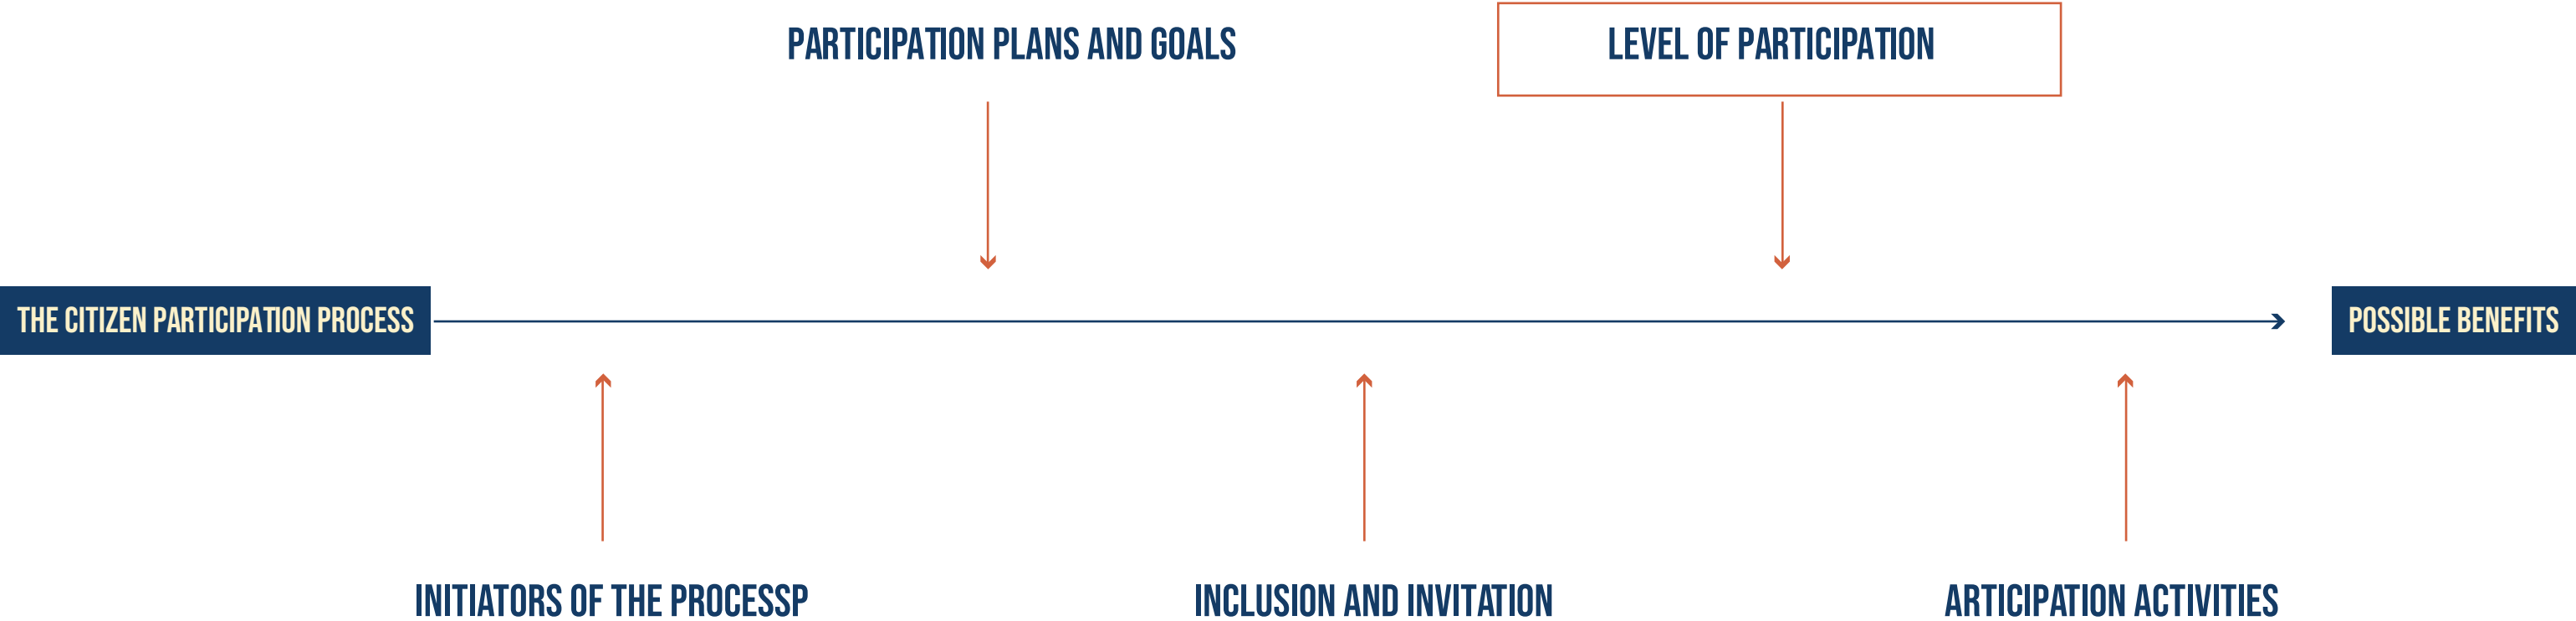 PARTICIPATION PLANS AND GOALS
LEVEL OF PARTICIPATION
THE CITIZEN PARTICIPATION PROCESS
POSSIBLE BENEFITS
INITIATORS OF THE PROCESSP
INCLUSION AND INVITATION
ARTICIPATION ACTIVITIES